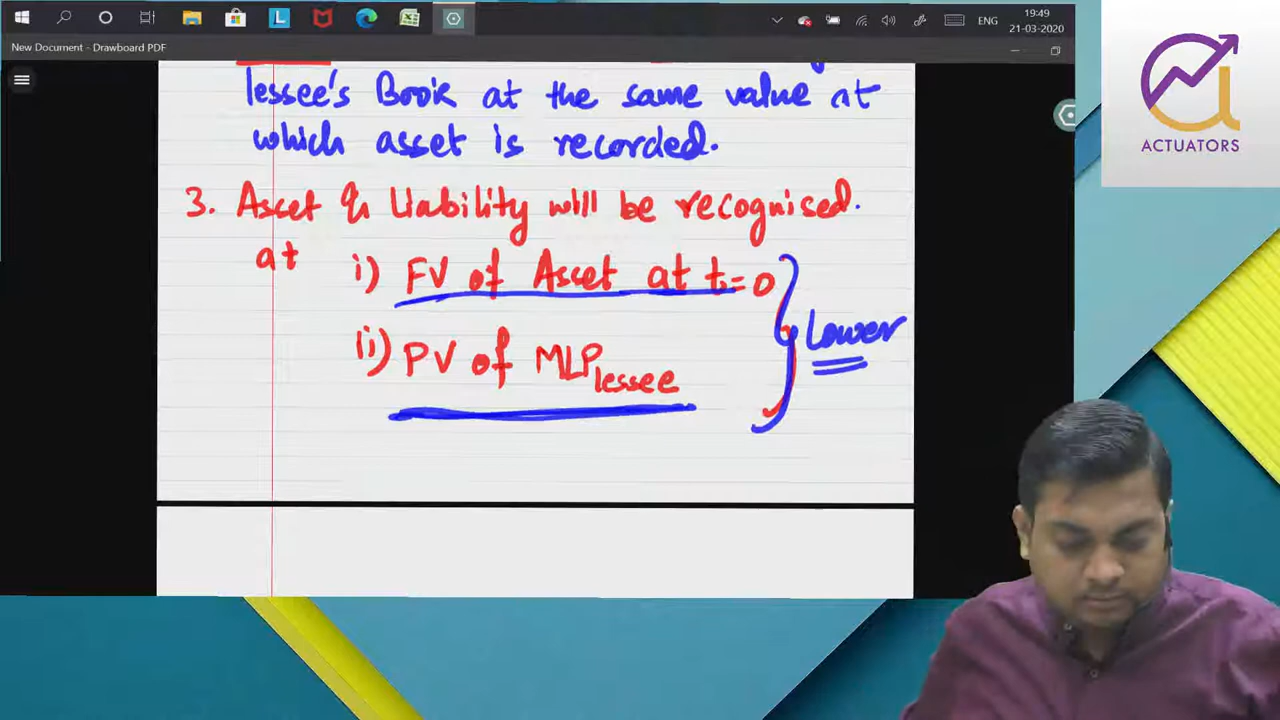 19:49
ENG
21-03-2020
New Document - Drawboard PDF
lessee's Book at the same value at
which asset is recorded.
3. Asset & Liability will be recognised.
at i) FV of Asset at t=0
ii) PV of MLP lessee
Lower
ACTUATORS